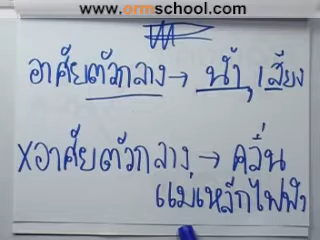 www.ormschool.com
อาศัยตัวกลาง → น้ำ, เสียง
xอาศัยตัวกลาง → คลื่น
แม่เหล็กไฟฟ้า